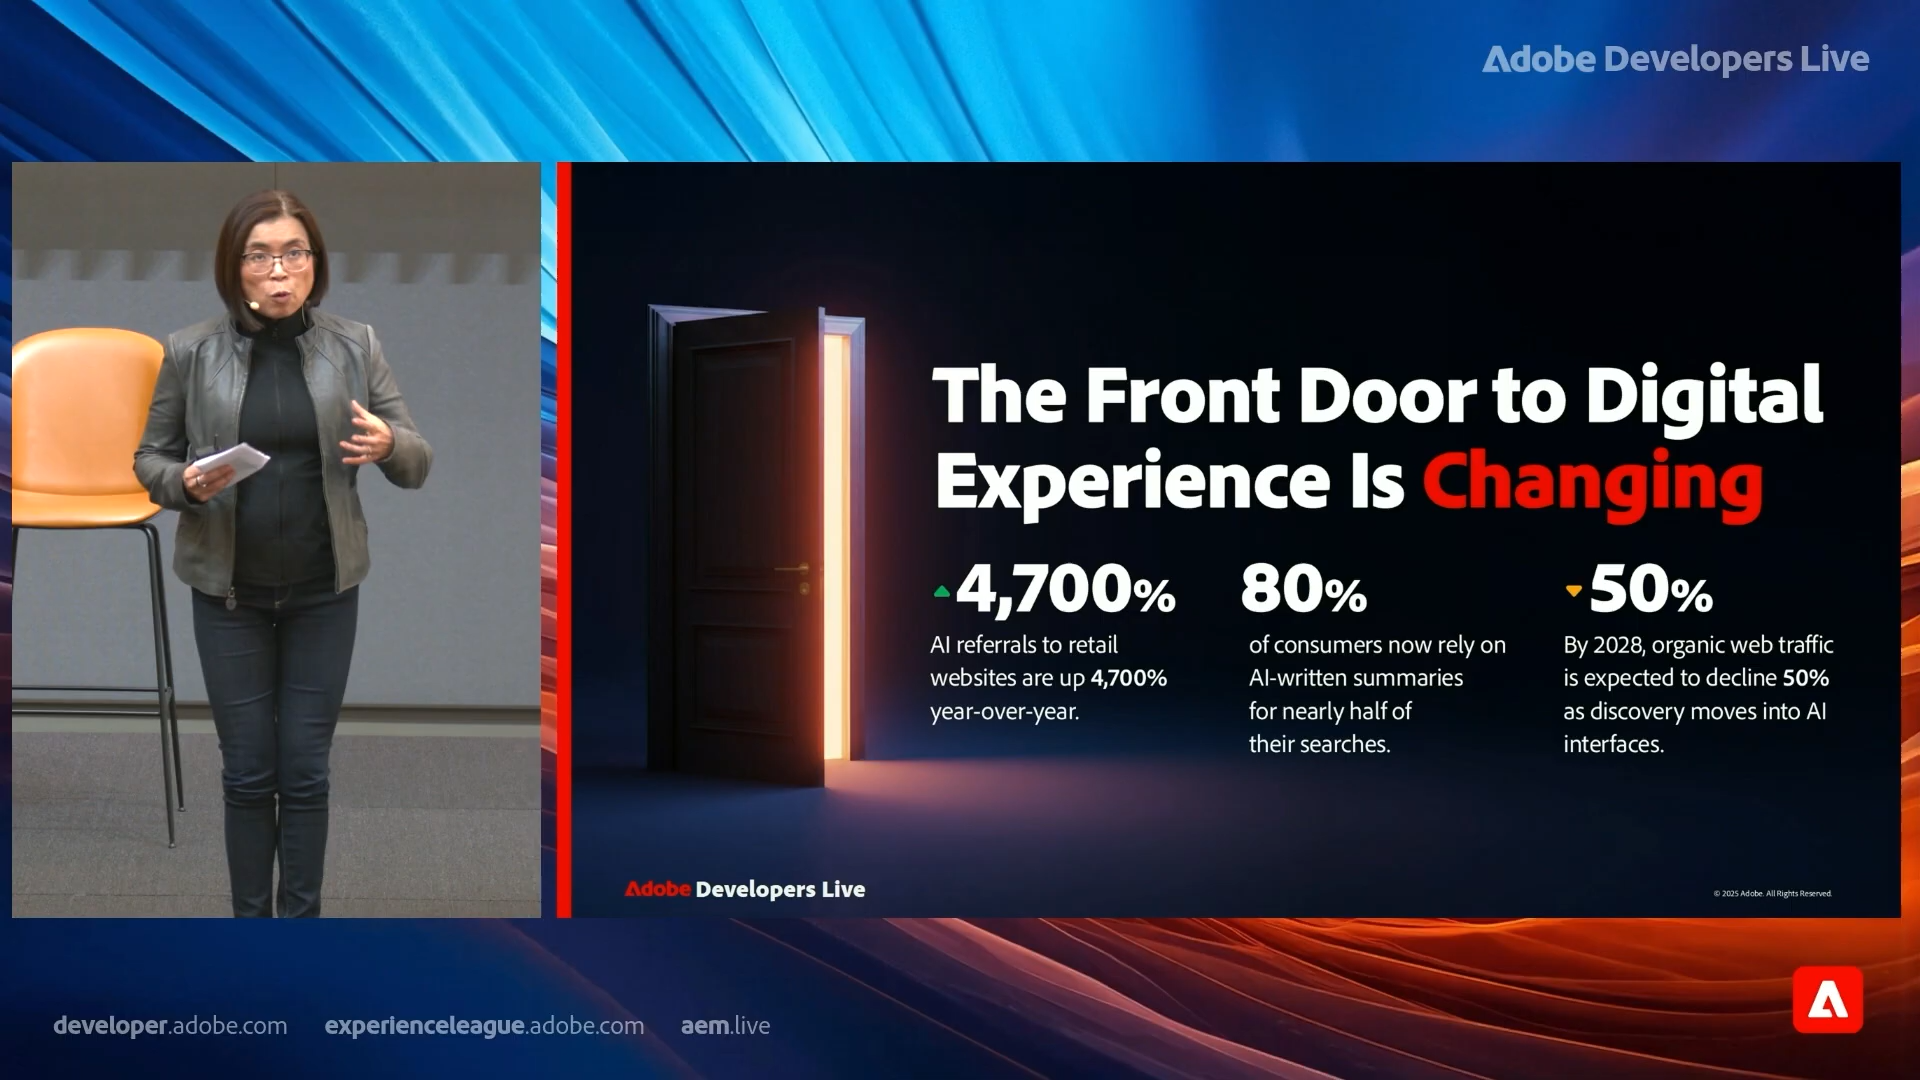 Adobe Developers Live
The Front Door to Digital
Experience Is Changing
4,700%
AI referrals to retail
websites are up 4,700%
year-over-year.
80%
of consumers now rely on
AI-written summaries
for nearly half of
their searches.
50%
By 2028, organic web traffic
is expected to decline 50%
as discovery moves into AI
interfaces.
Adobe Developers Live
© 2025 Adobe. All Rights Reserved.
developer.adobe.com experienceleague.adobe.com aem.live